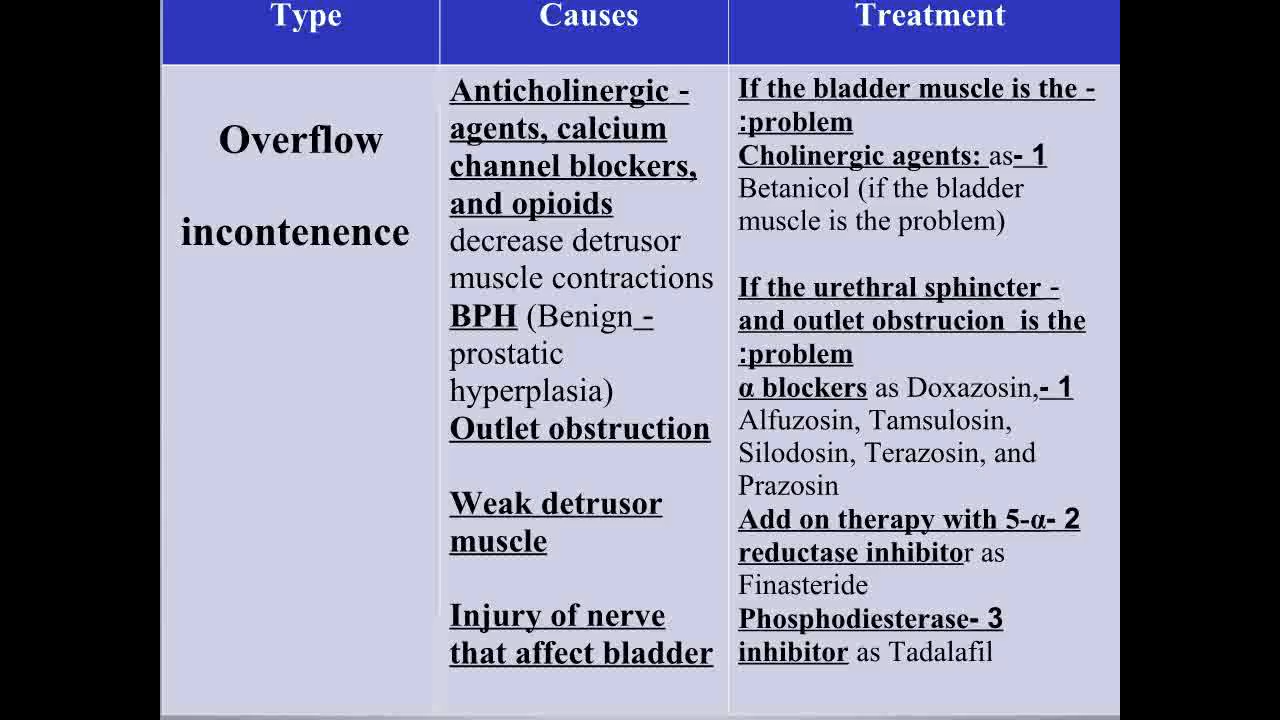 Type
Causes
Treatment
Overflow
incontenence
Anticholinergic -
agents, calcium
channel blockers,
and opioids
decrease detrusor
muscle contractions
BPH (Benign -
prostatic
hyperplasia)
Outlet obstruction
Weak detrusor
muscle
Injury of nerve
that affect bladder
If the bladder muscle is the -
:problem
Cholinergic agents: as- 1
Betanicol (if the bladder
muscle is the problem)
If the urethral sphincter -
and outlet obstrucion is the
:problem
α blockers as Doxazosin,- 1
Alfuzosin, Tamsulosin,
Silodosin, Terazosin, and
Prazosin
Add on therapy with 5-α- 2
reductase inhibitor as
Finasteride
Phosphodiesterase- 3
inhibitor as Tadalafil